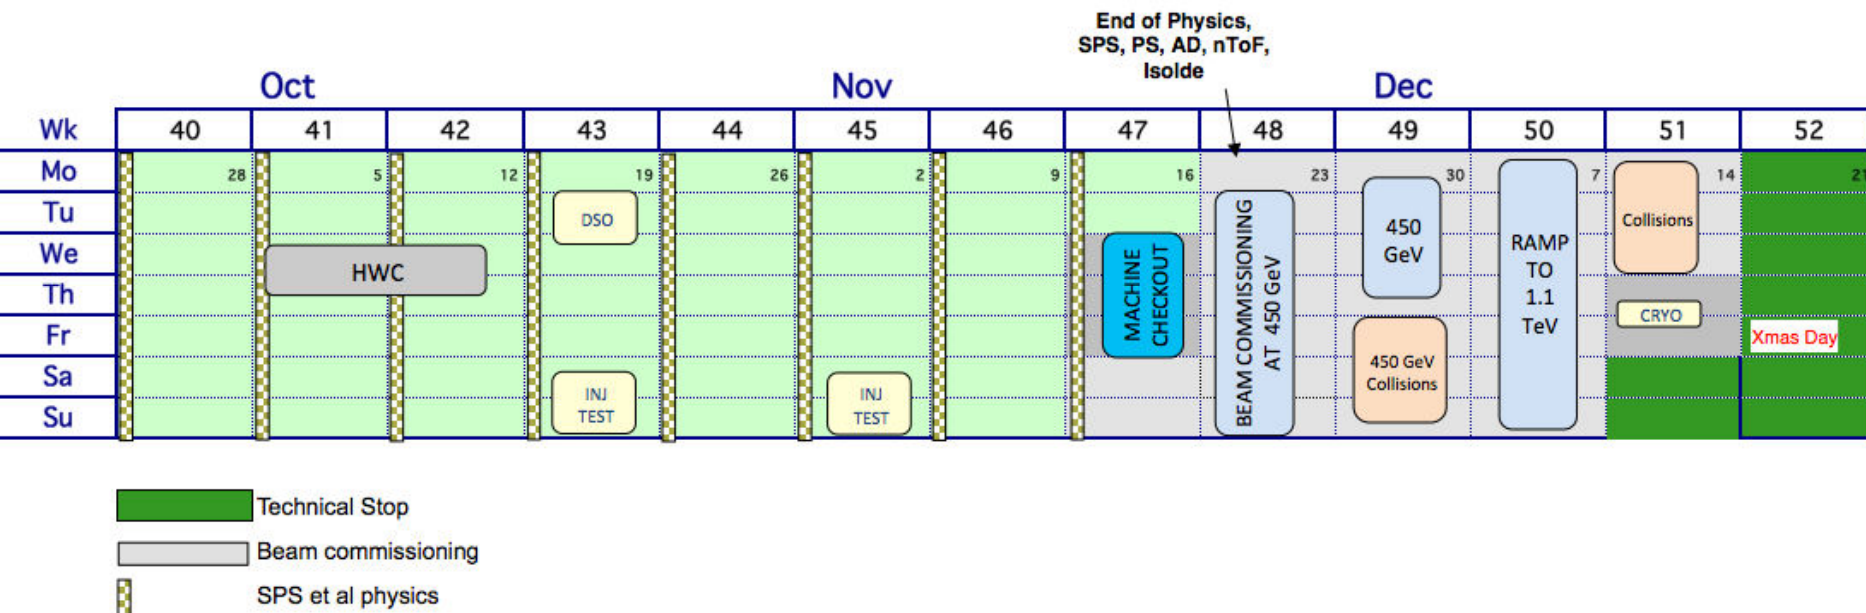 End of Physics,
SPS, PS, AD, nToF,
Isolde
Oct Nov Dec
Wk 40 41 42 43 44 45 46 47 48 49 50 51 52
Mo 28 5 12 19 26 2 9 16 23 30 7 14 21
Tu
We
Th
Fr
Sa
Su
HWC
DSO
INJ
TEST
INJ
TEST
MACHINE
CHECKOUT
BEAM COMMISSIONING
AT 450 GeV
450
GeV
450 GeV
Collisions
RAMP
TO
1.1
TeV
Collisions
CRYO
Xmas Day
Technical Stop
Beam commissioning
SPS et al physics